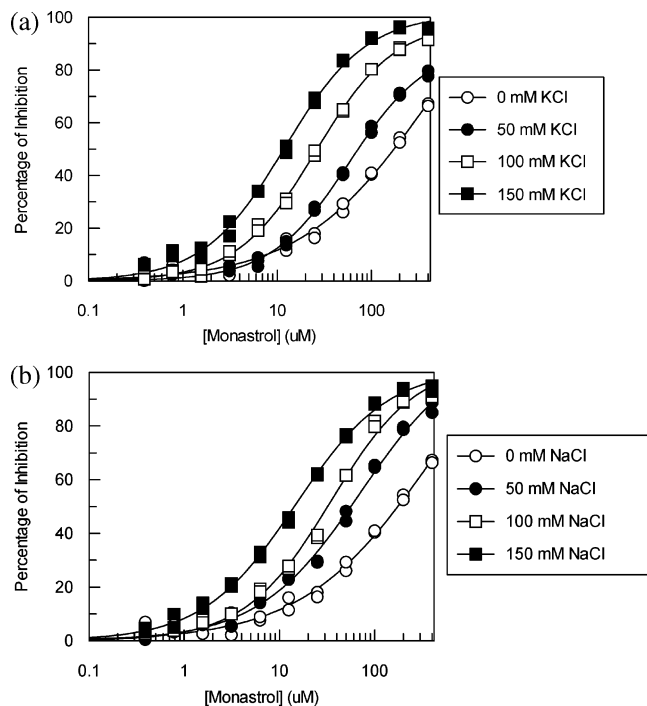 (a)
100
80
60
40
20
0
Percentage of Inhibition
0.1 1 10 100
[Monastrol] (uM)
0 mM KCl
50 mM KCl
100 mM KCl
150 mM KCl
(b)
100
80
60
40
20
0
Percentage of Inhibition
0.1 1 10 100
[Monastrol] (uM)
0 mM NaCl
50 mM NaCl
100 mM NaCl
150 mM NaCl